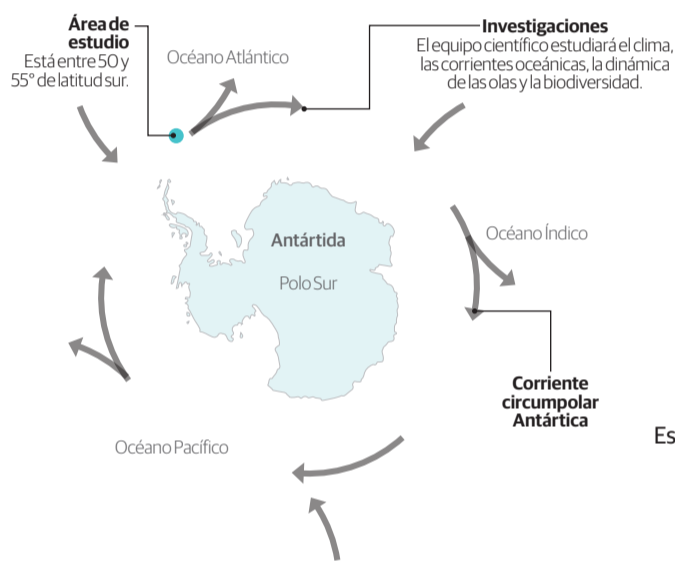 Área de
estudio
Está entre 50 y
55° de latitud sur.
Océano Atlántico
Investigaciones
El equipo científico estudiará el clima,
las corrientes oceánicas, la dinámica
de las olas y la biodiversidad.
Antártida
Polo Sur
Océano Índico
Corriente
circumpolar
Antártica
Océano Pacífico
Es